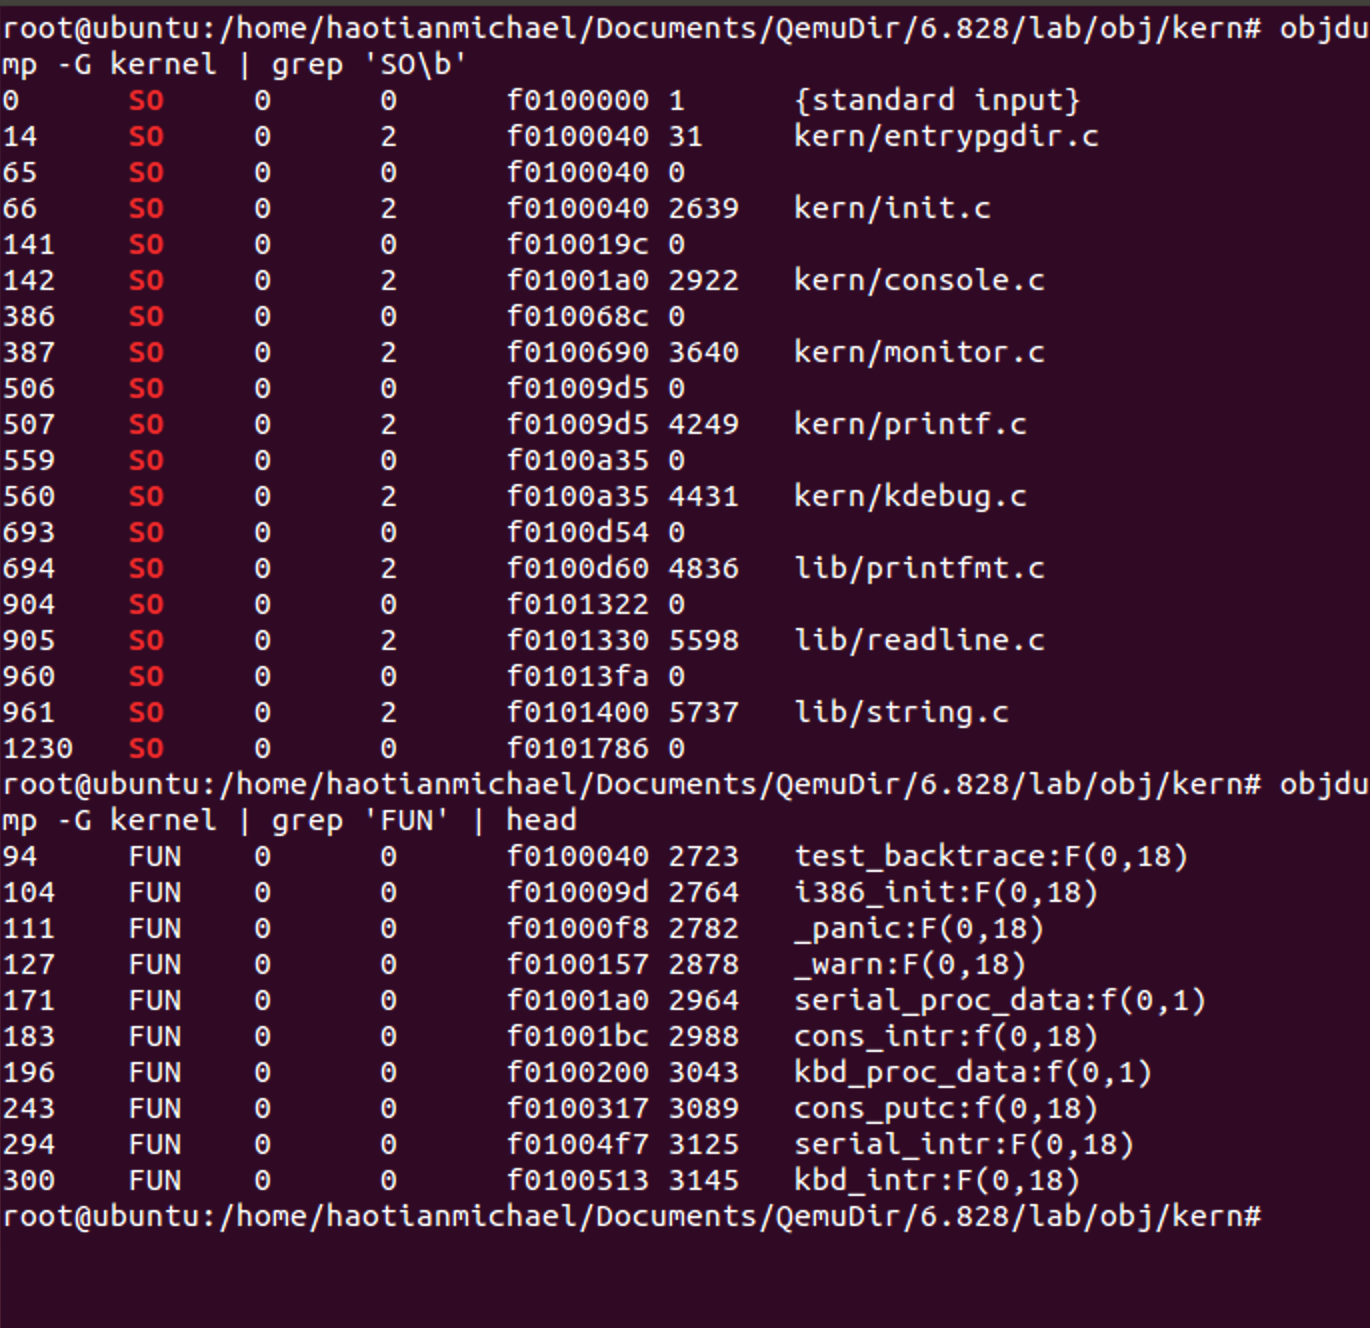 root@ubuntu:/home/haotianmichael/Documents/QemuDir/6.828/lab/obj/kern# objdu
mp -G kernel | grep 'SO\b'
0 SO 0 0 f0100000 1 {standard input}
14 SO 0 2 f0100040 31 kern/entrypgdir.c
65 SO 0 0 f0100040 0
66 SO 0 2 f0100040 2639 kern/init.c
141 SO 0 0 f010019c 0
142 SO 0 2 f01001a0 2922 kern/console.c
386 SO 0 0 f010068c 0
387 SO 0 2 f0100690 3640 kern/monitor.c
506 SO 0 0 f01009d5 0
507 SO 0 2 f01009d5 4249 kern/printf.c
559 SO 0 0 f0100a35 0
560 SO 0 2 f0100a35 4431 kern/kdebug.c
693 SO 0 0 f0100d54 0
694 SO 0 2 f0100d60 4836 lib/printfmt.c
904 SO 0 0 f0101322 0
905 SO 0 2 f0101330 5598 lib/readline.c
960 SO 0 0 f01013fa 0
961 SO 0 2 f0101400 5737 lib/string.c
1230 SO 0 0 f0101786 0
root@ubuntu:/home/haotianmichael/Documents/QemuDir/6.828/lab/obj/kern# objdu
mp -G kernel | grep 'FUN' | head
94 FUN 0 0 f0100040 2723 test_backtrace:F(0,18)
104 FUN 0 0 f010009d 2764 i386_init:F(0,18)
111 FUN 0 0 f01000f8 2782 _panic:F(0,18)
127 FUN 0 0 f0100157 2878 _warn:F(0,18)
171 FUN 0 0 f01001a0 2964 serial_proc_data:f(0,1)
183 FUN 0 0 f01001bc 2988 cons_intr:f(0,18)
196 FUN 0 0 f0100200 3043 kbd_proc_data:f(0,1)
243 FUN 0 0 f0100317 3089 cons_putc:f(0,18)
294 FUN 0 0 f01004f7 3125 serial_intr:F(0,18)
300 FUN 0 0 f0100513 3145 kbd_intr:F(0,18)
root@ubuntu:/home/haotianmichael/Documents/QemuDir/6.828/lab/obj/kern#